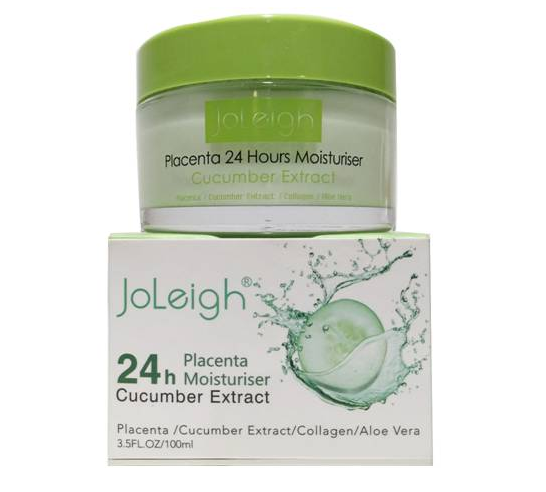 JoLeigh
Placenta 24 Hours Moisturiser
Cucumber Extract
Placenta / Cucumber Extract / Collagen / Aloe Vera
JoLeigh®
24h Placenta
Moisturiser
Cucumber Extract
Placenta /Cucumber Extract/Collagen/Aloe Vera
3.5FL.OZ/100ml